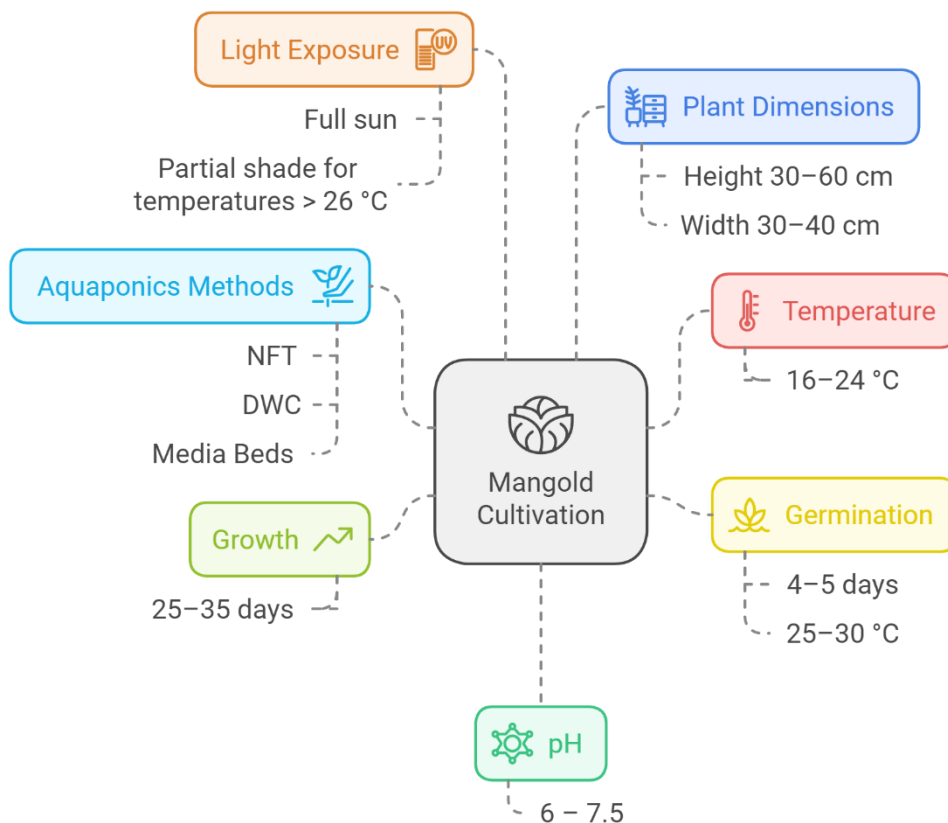 Light Exposure
UV
Full sun
Partial shade for
temperatures > 26 °C
Plant Dimensions
Height 30–60 cm
Width 30–40 cm
Aquaponics Methods
NFT
DWC
Media Beds
Temperature
16–24 °C
Mangold
Cultivation
Growth
25–35 days
Germination
4–5 days
25–30 °C
pH
6 – 7.5